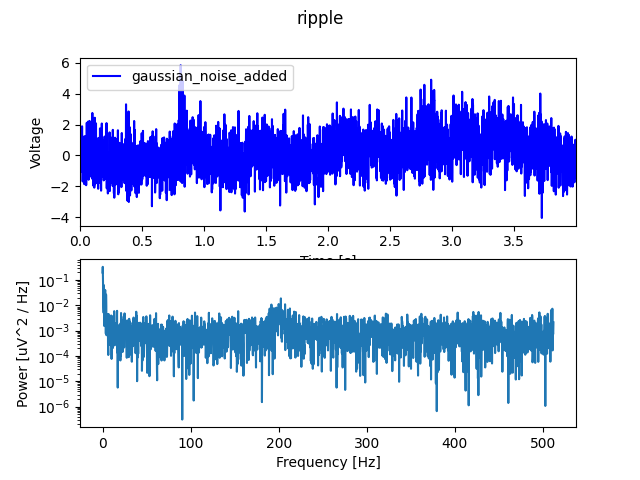 ripple
gaussian_noise_added
Voltage
6
4
2
0
−2
−4
0.0 0.5 1.0 1.5 2.0 2.5 3.0 3.5
Time [s]
Power [uV^2 / Hz]
10^-1
10^-2
10^-3
10^-4
10^-5
10^-6
0 100 200 300 400 500
Frequency [Hz]